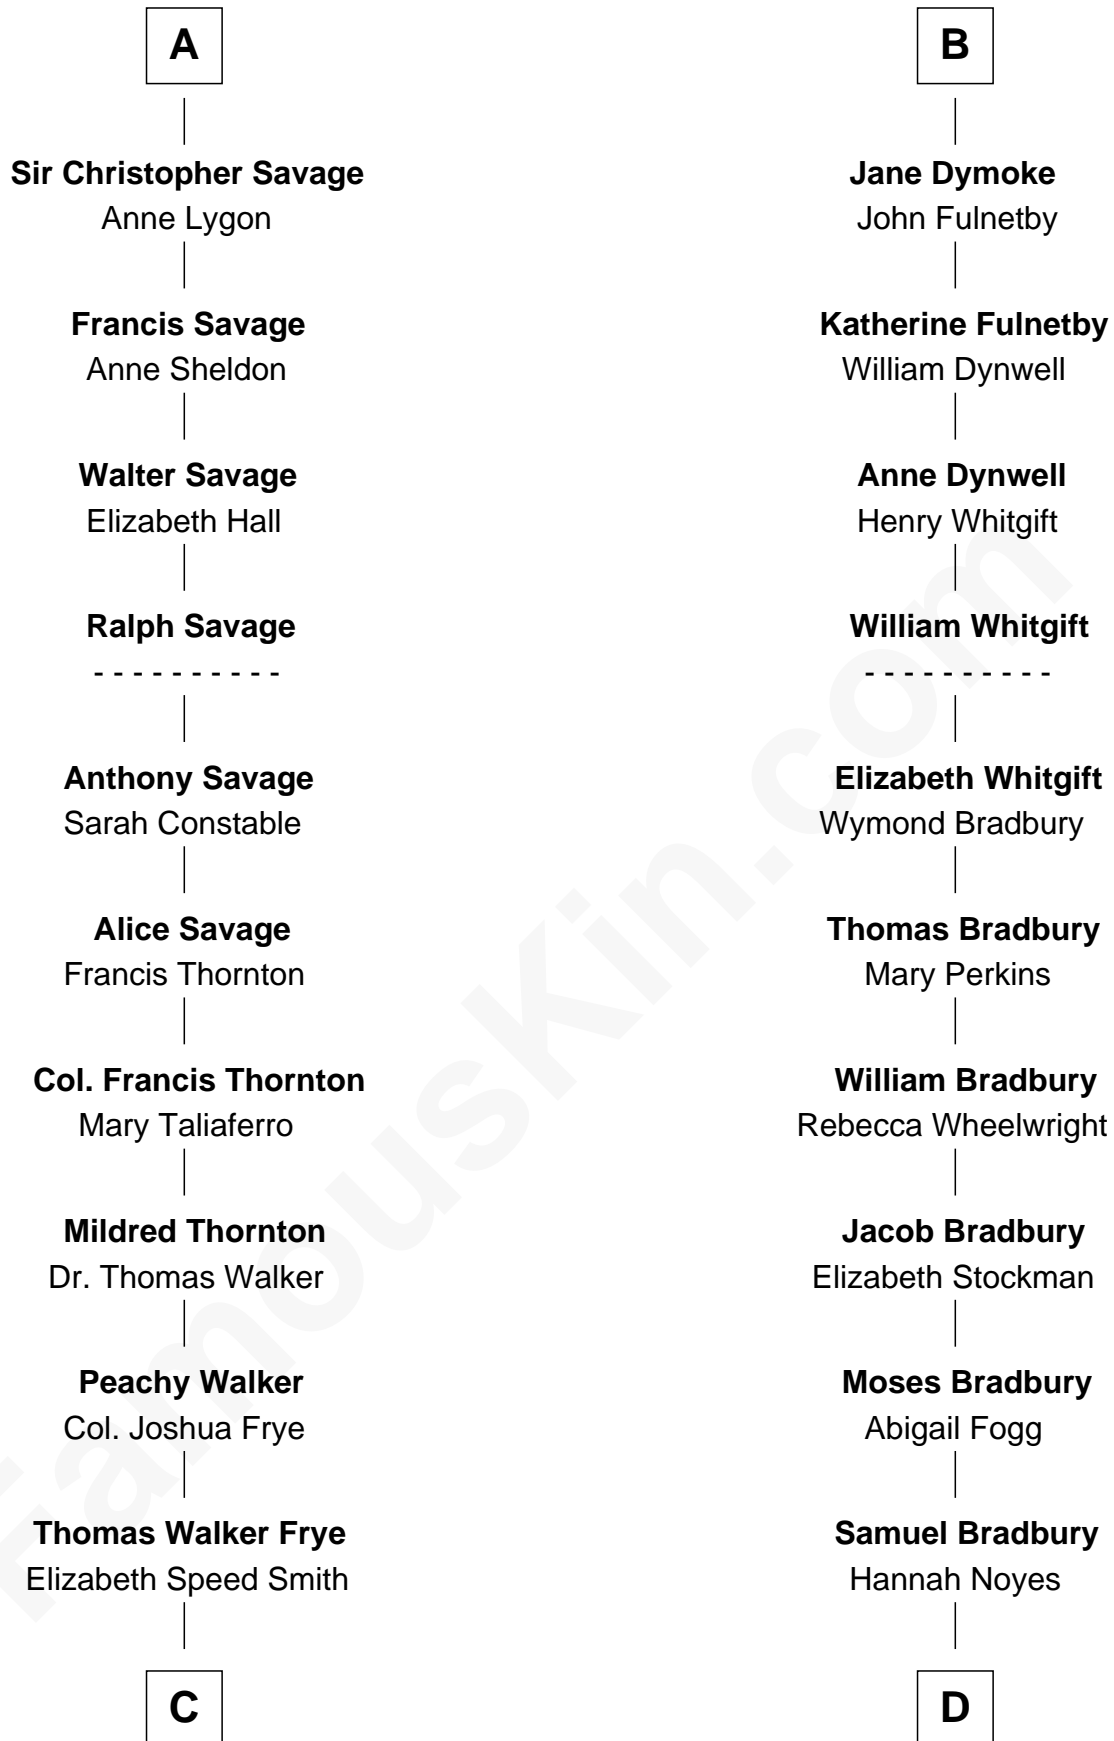 A
Sir Christopher Savage
Anne Lygon
Francis Savage
Anne Sheldon
Walter Savage
Elizabeth Hall
Ralph Savage
- - - - - - - - - -
Anthony Savage
Sarah Constable
Alice Savage
Francis Thornton
Col. Francis Thornton
Mary Taliaferro
Mildred Thornton
Dr. Thomas Walker
Peachy Walker
Col. Joshua Frye
Thomas Walker Frye
Elizabeth Speed Smith
C
B
Jane Dymoke
John Fulnetby
Katherine Fulnetby
William Dynwell
Anne Dynwell
Henry Whitgift
William Whitgift
- - - - - - - - - -
Elizabeth Whitgift
Wymond Bradbury
Thomas Bradbury
Mary Perkins
William Bradbury
Rebecca Wheelwright
Jacob Bradbury
Elizabeth Stockman
Moses Bradbury
Abigail Fogg
Samuel Bradbury
Hannah Noyes
D
FamousKin.com